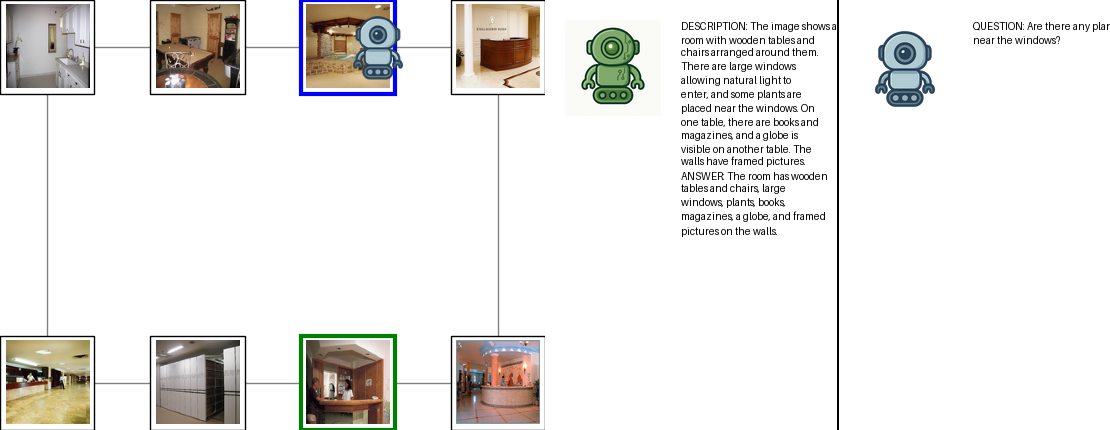 DESCRIPTION: The image shows a
room with wooden tables and
chairs arranged around them.
There are large windows
allowing natural light to
enter, and some plants are
placed near the windows. On
one table, there are books and
magazines, and a globe is
visible on another table. The
walls have framed pictures.
ANSWER: The room has wooden
tables and chairs, large
windows, plants, books,
magazines, a globe, and framed
pictures on the walls.
QUESTION: Are there any plan
near the windows?